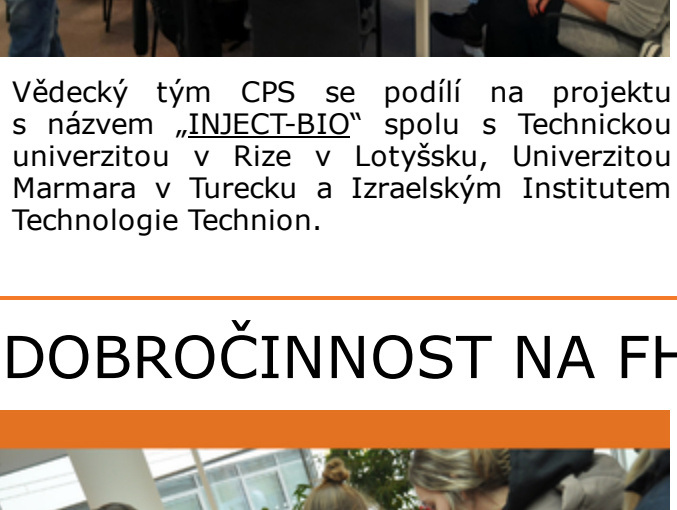 Vědecký tým CPS se podílí na projektu
s názvem „INJECT-BIO“ spolu s Technickou
univerzitou v Rize v Lotyšsku, Univerzitou
Marmara v Turecku a Izraelským Institutem
Technologie Technion.
DOBROČINNOST NA FH